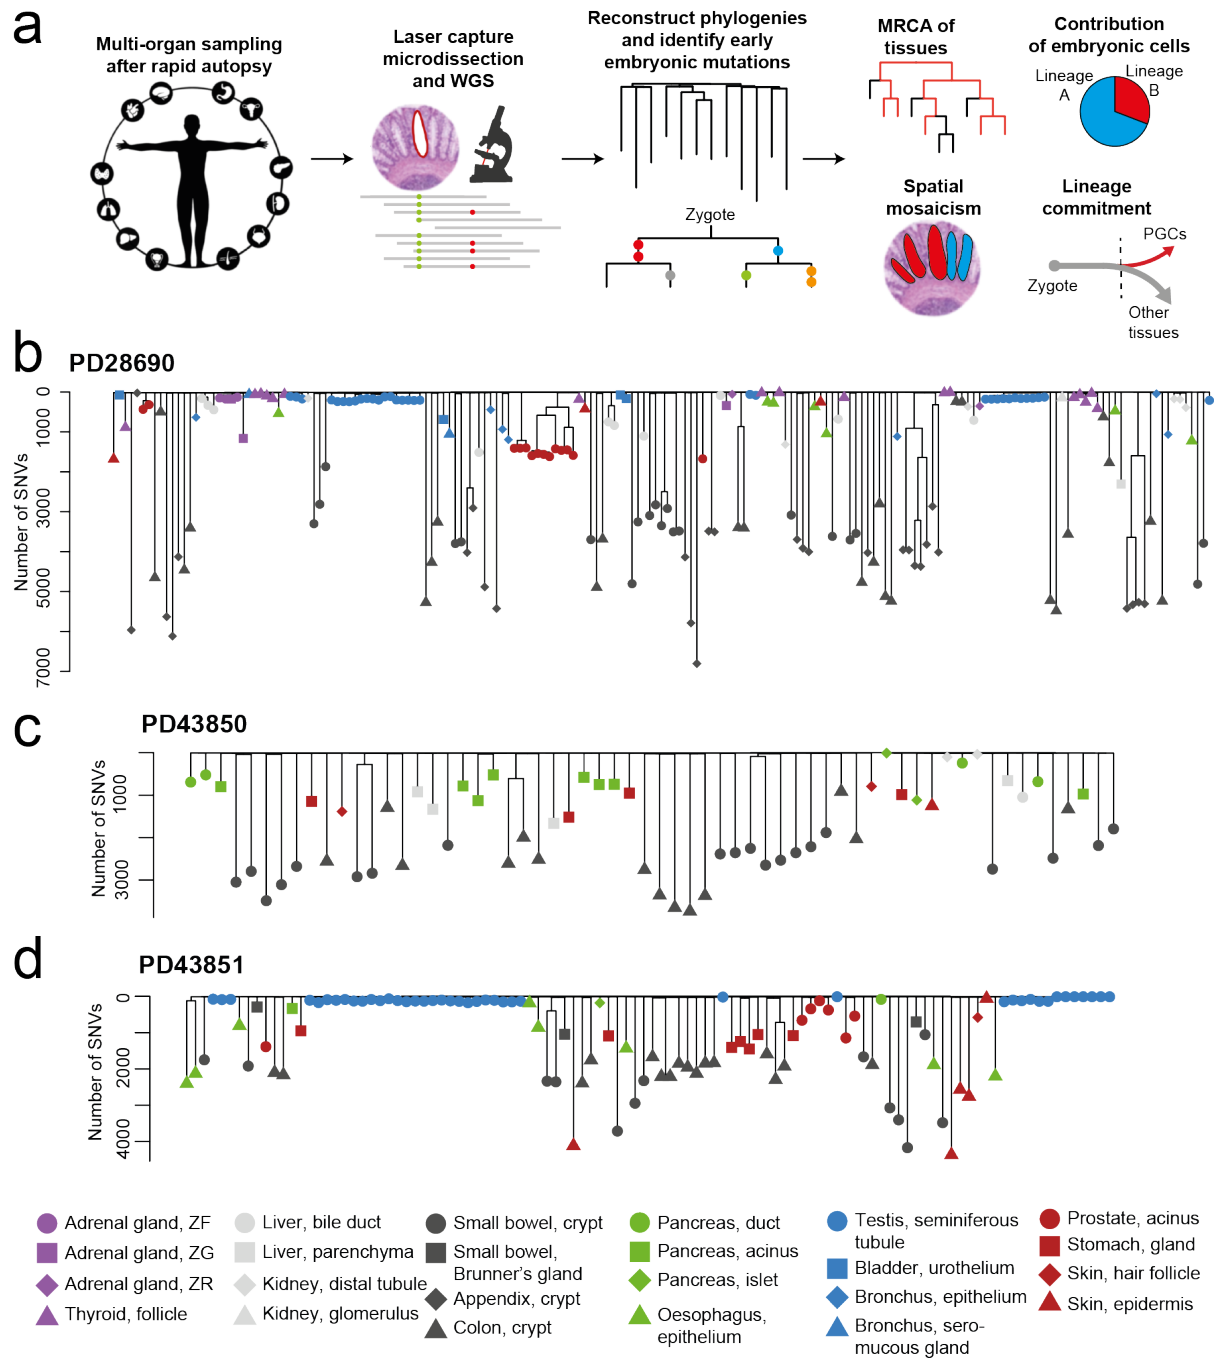 a
Multi-organ sampling
after rapid autopsy
Laser capture
microdissection
and WGS
Reconstruct phylogenies
and identify early
embryonic mutations
Zygote
MRCA of
tissues
Contribution
of embryonic cells
Lineage
A
Lineage
B
Spatial
mosaicism
Lineage
commitment
PGCs
Zygote
Other
tissues
b
PD28690
Number of SNVs
0
1000
3000
5000
7000
c
PD43850
Number of SNVs
1000
3000
d
PD43851
Number of SNVs
0
2000
4000
Adrenal gland, ZF
Adrenal gland, ZG
Adrenal gland, ZR
Thyroid, follicle
Liver, bile duct
Liver, parenchyma
Kidney, distal tubule
Kidney, glomerulus
Small bowel, crypt
Small bowel,
Brunner's gland
Appendix, crypt
Colon, crypt
Pancreas, duct
Pancreas, acinus
Pancreas, islet
Oesophagus,
epithelium
Testis, seminiferous
tubule
Bladder, urothelium
Bronchus, epithelium
Bronchus, sero-
mucous gland
Prostate, acinus
Stomach, gland
Skin, hair follicle
Skin, epidermis